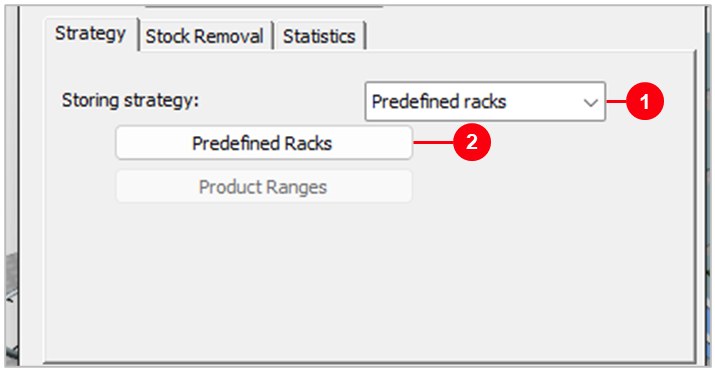 Strategy Stock Removal Statistics
Storing strategy: Predefined racks 1
Predefined Racks 2
Product Ranges